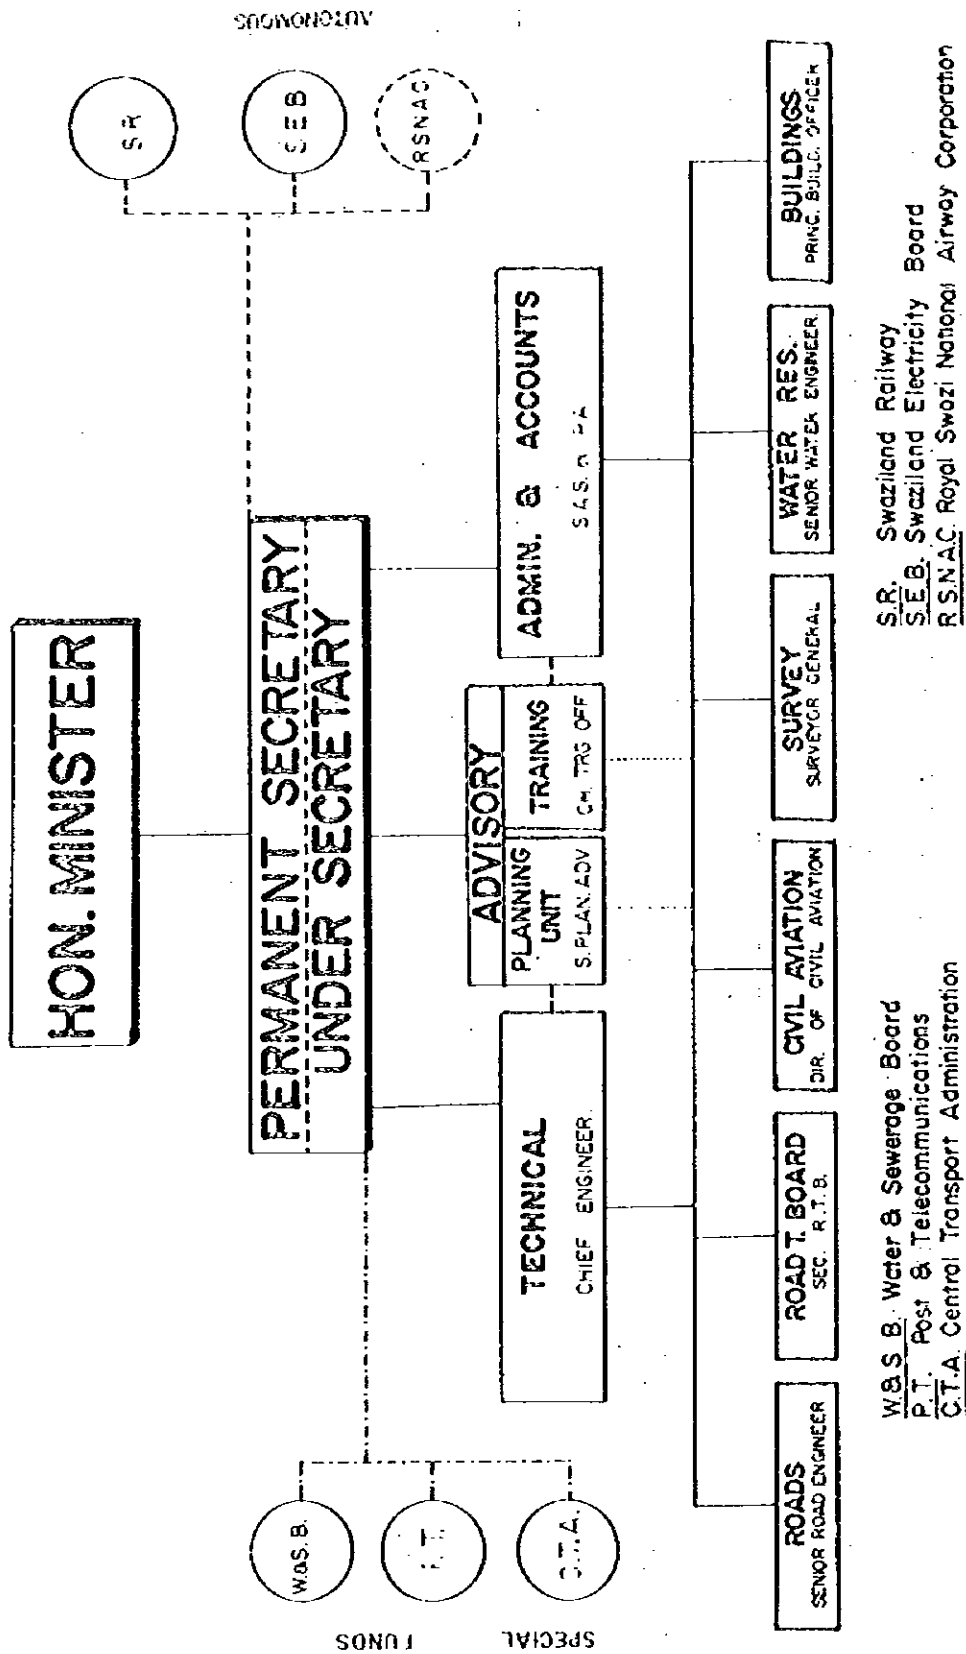 HON. MINISTER
PERMANENT SECRETARY
UNDER SECRETARY
AUTONOMOUS
S R
S E B
RSNAC
SPECIAL FUNDS
W.&S. B.
P.T.
C.T.A.
TECHNICAL
CHIEF ENGINEER.
ADVISORY
PLANNING
UNIT
S. PLAN. ADV
TRAINING
CH. TRG OFF
ADMIN. & ACCOUNTS
ROADS
SENIOR ROAD ENGINEER
ROAD T. BOARD
SEC. R.T.B.
CIVIL AVIATION
DIR. OF CIVIL AVIATION
SURVEY
SURVEYOR GENERAL
WATER RES.
SENIOR WATER ENGINEER.
BUILDINGS
PRINC. BUILD. OFFICER
W.&S B. Water & Sewerage Board
P.T. Post & Telecommunications
C.T.A. Central Transport Administration
S.R. Swaziland Railway
S.E.B. Swaziland Electricity Board
R.S.N.A.C. Royal Swazi National Airway Corporation